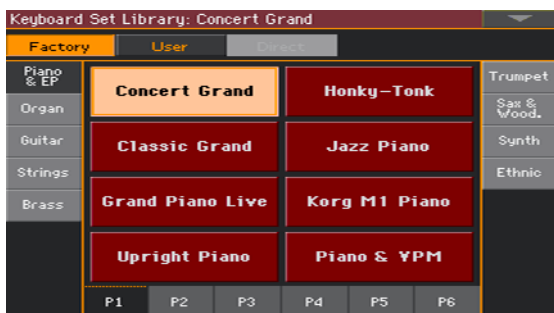 Keyboard Set Library: Concert Grand
Factory User Direct
Piano & EP
Organ
Guitar
Strings
Brass
Concert Grand Honky-Tonk
Classic Grand Jazz Piano
Grand Piano Live Korg M1 Piano
Upright Piano Piano & YPM
Trumpet
Sax & Wood.
Synth
Ethnic
P1 P2 P3 P4 P5 P6